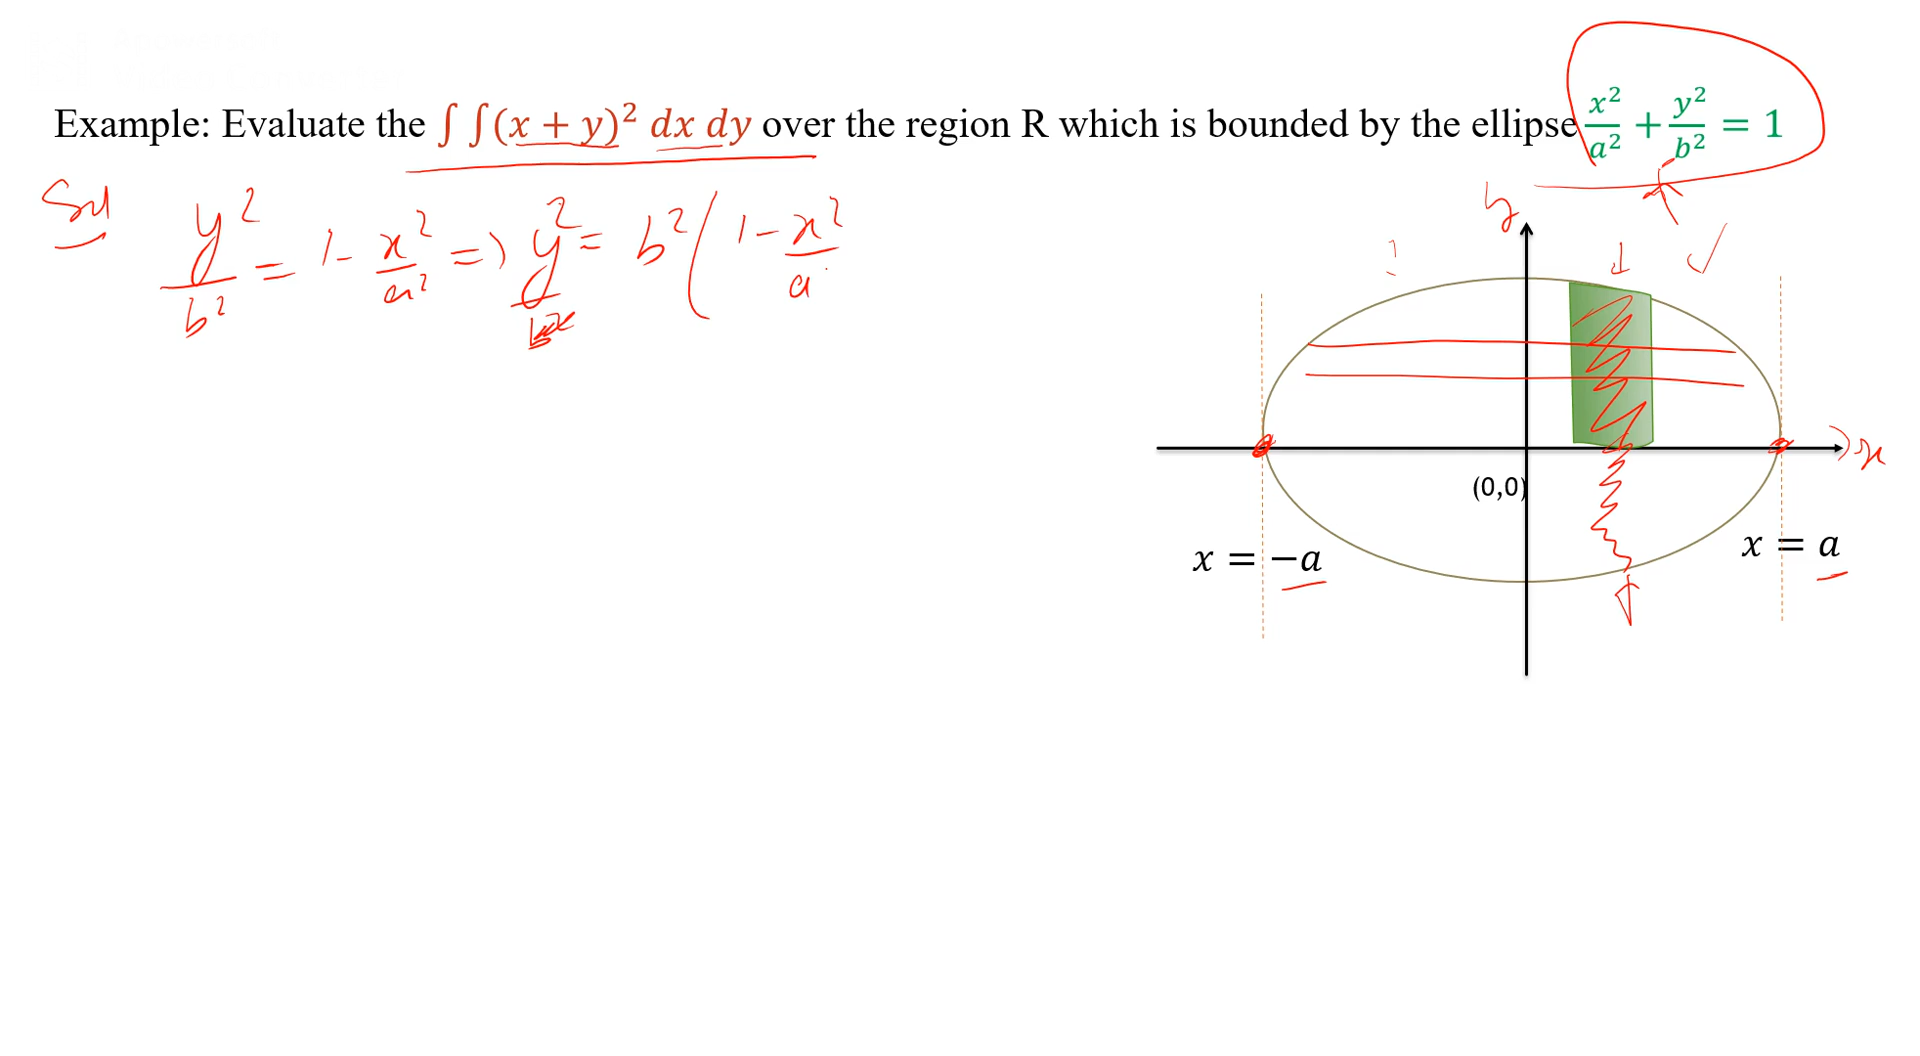 Example: Evaluate the ∫ ∫(x + y)² dx dy over the region R which is bounded by the ellipse x²/a² + y²/b² = 1
Sol
y²/b² = 1 - x²/a² => y² = b² ( 1 - x²/a
y
x
(0,0)
x = −a
x = a